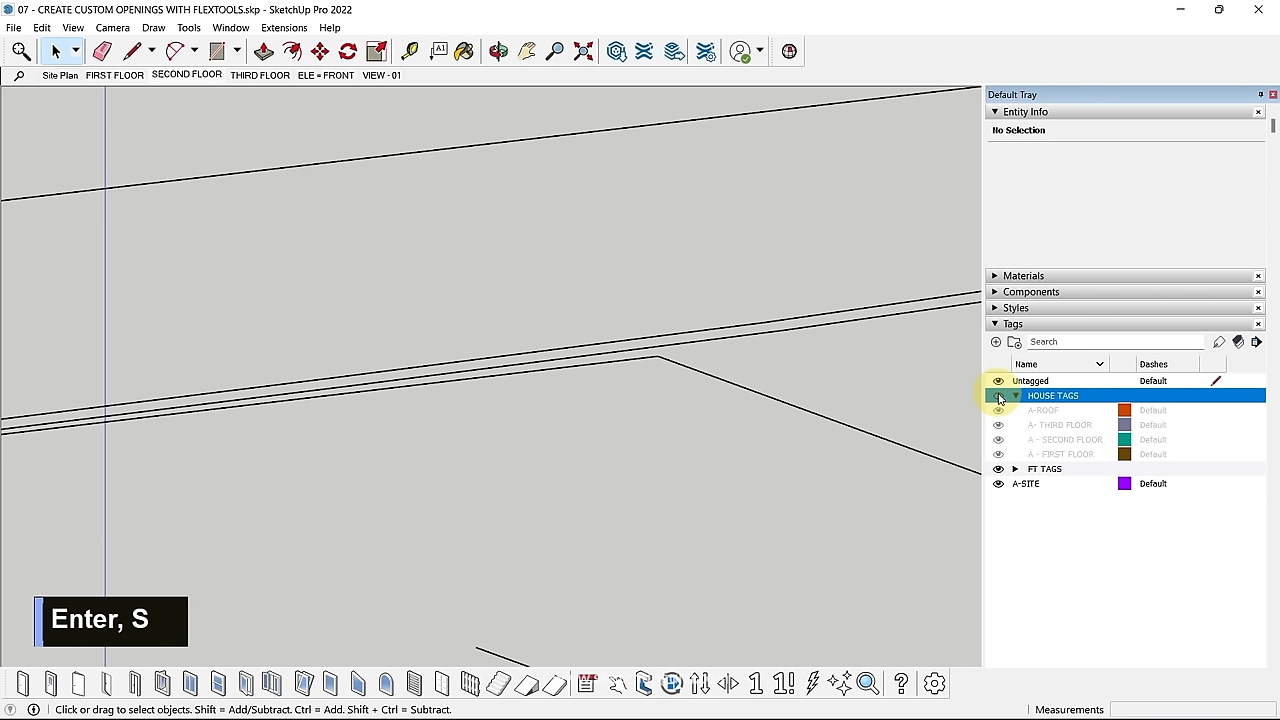 07 - CREATE CUSTOM OPENINGS WITH FLEXTOOLS.skp - SketchUp Pro 2022
File Edit View Camera Draw Tools Window Extensions Help
Site Plan FIRST FLOOR SECOND FLOOR THIRD FLOOR ELE = FRONT VIEW - 01
Default Tray
Entity Info
No Selection
Materials
Components
Styles
Tags
Search
Name Dashes
Untagged Default
HOUSE TAGS
A-ROOF Default
A- THIRD FLOOR Default
A - SECOND FLOOR Default
A - FIRST FLOOR Default
FT TAGS
A-SITE Default
Enter, S
1 1! ?
Click or drag to select objects. Shift = Add/Subtract. Ctrl = Add. Shift + Ctrl = Subtract.
Measurements